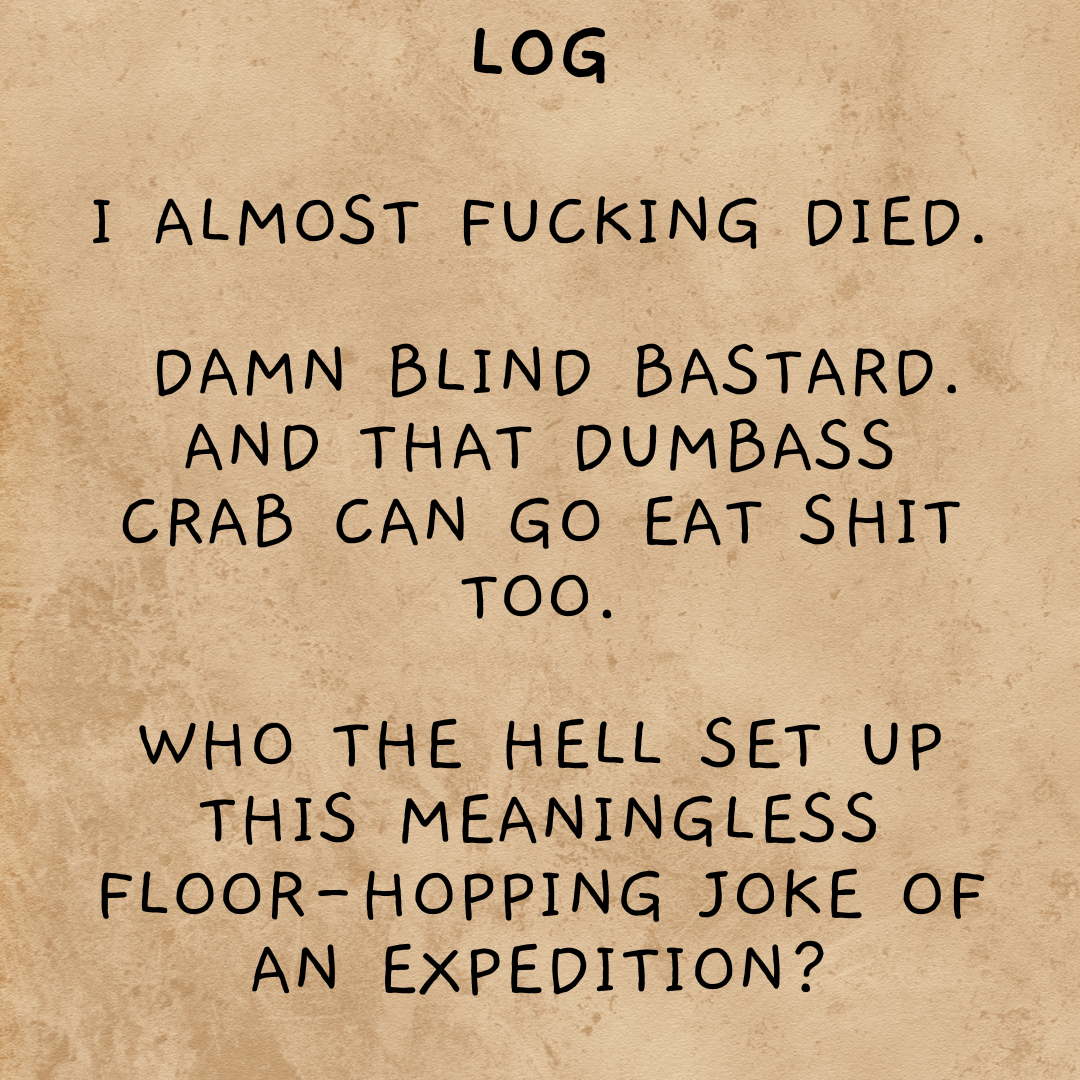 LOG
I ALMOST FUCKING DIED.
DAMN BLIND BASTARD.
AND THAT DUMBASS
CRAB CAN GO EAT SHIT
TOO.
WHO THE HELL SET UP
THIS MEANINGLESS
FLOOR-HOPPING JOKE OF
AN EXPEDITION?